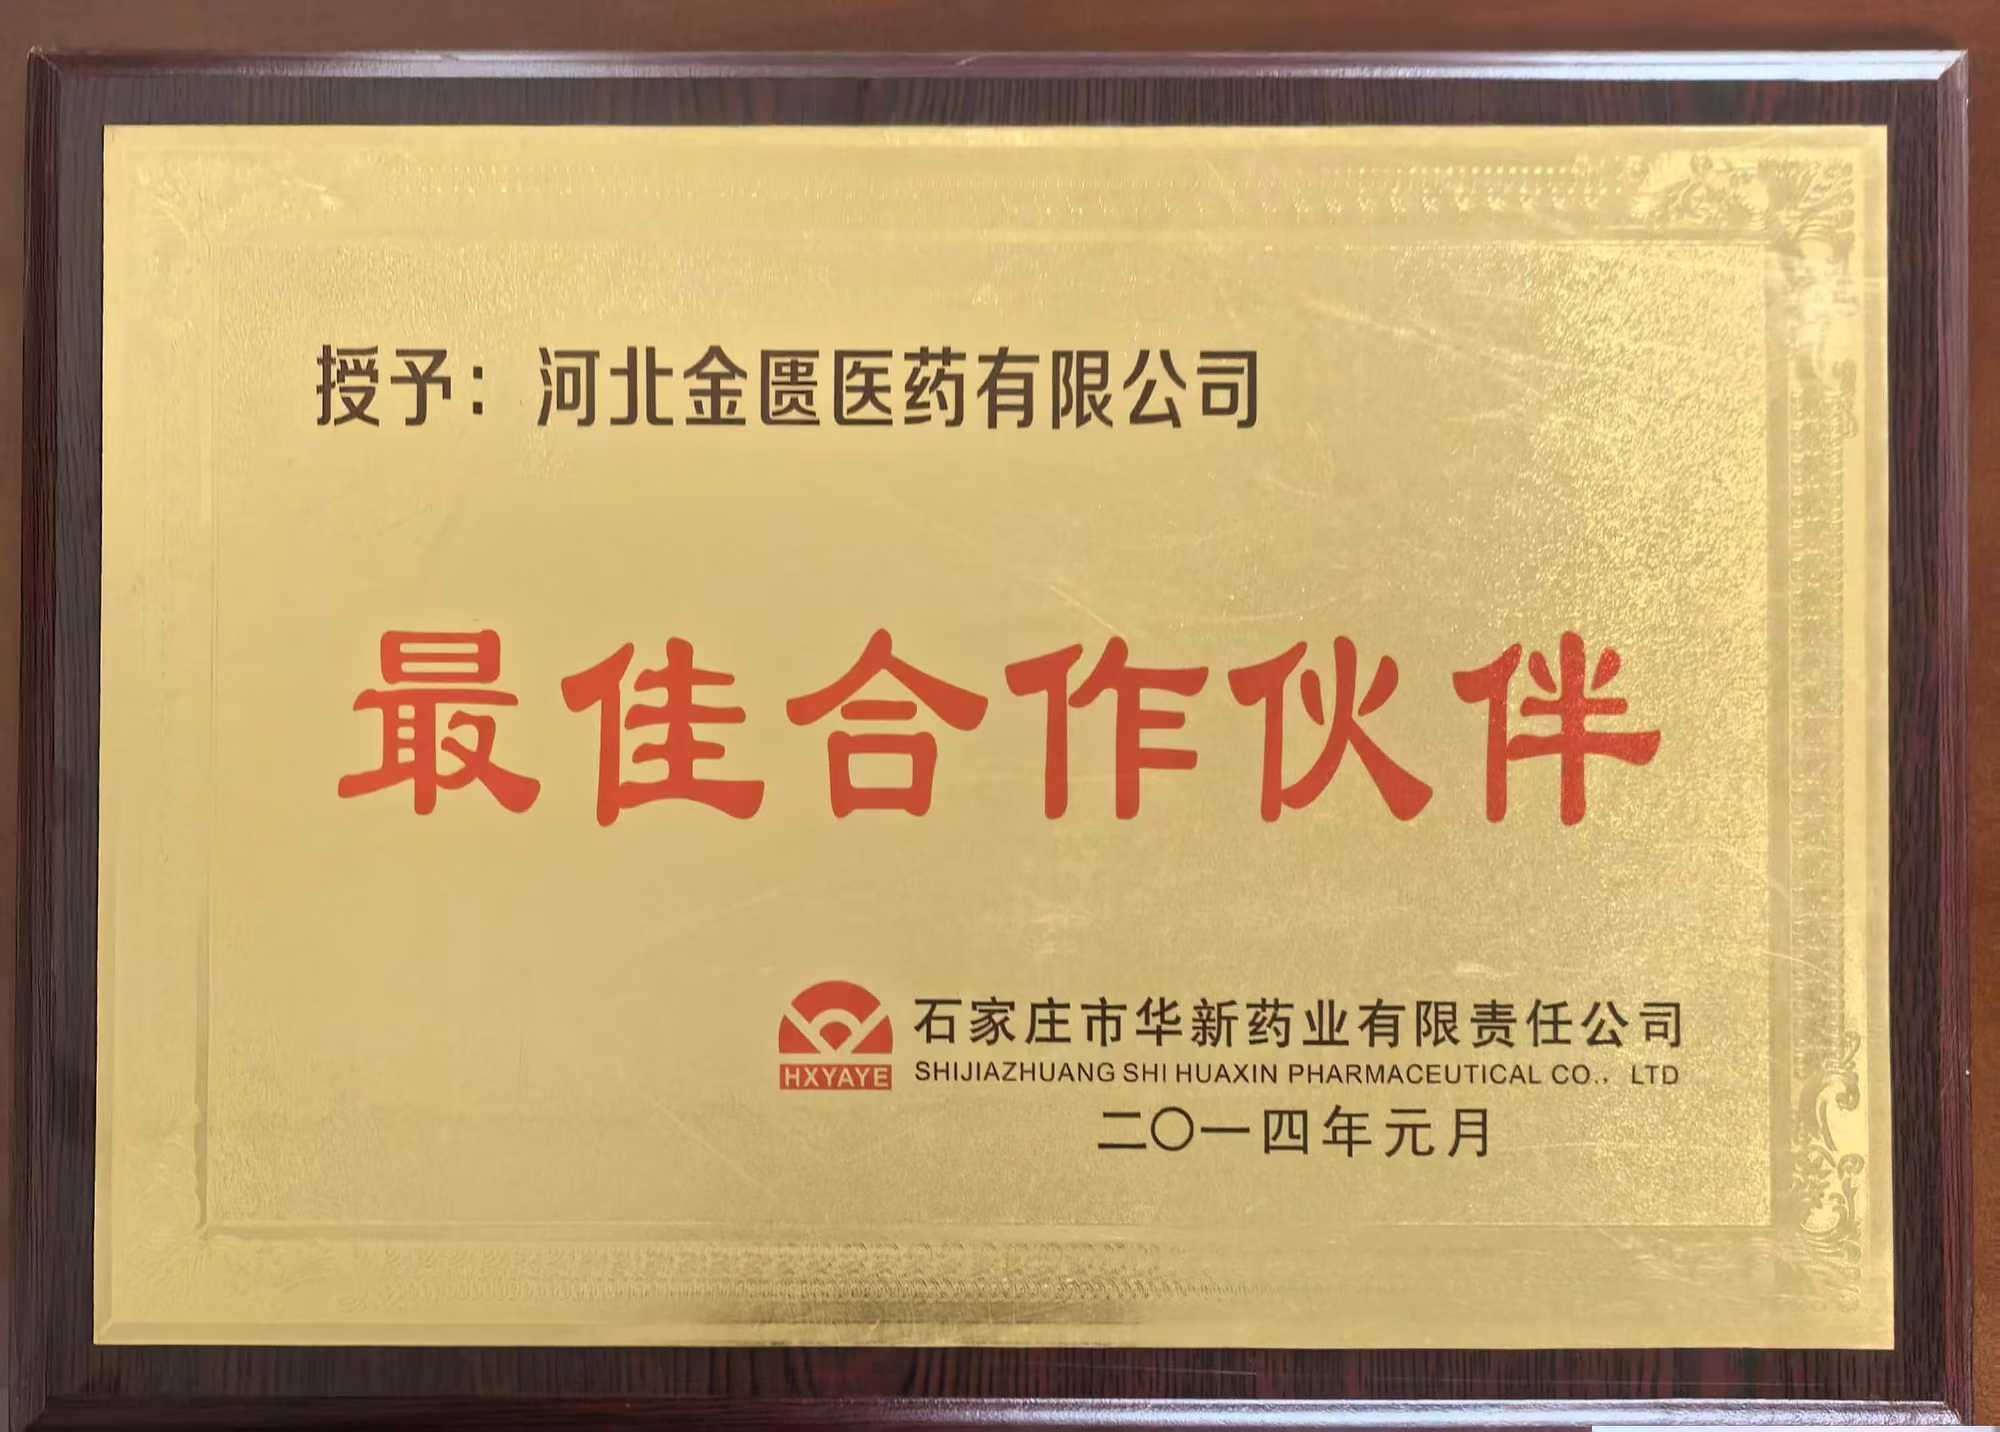 授予：河北金匮医药有限公司
最佳合作伙伴
石家庄市华新药业有限责任公司
HXYAYE
SHIJIAZHUANG SHI HUAXIN PHARMACEUTICAL CO.，LTD
二〇一四年元月